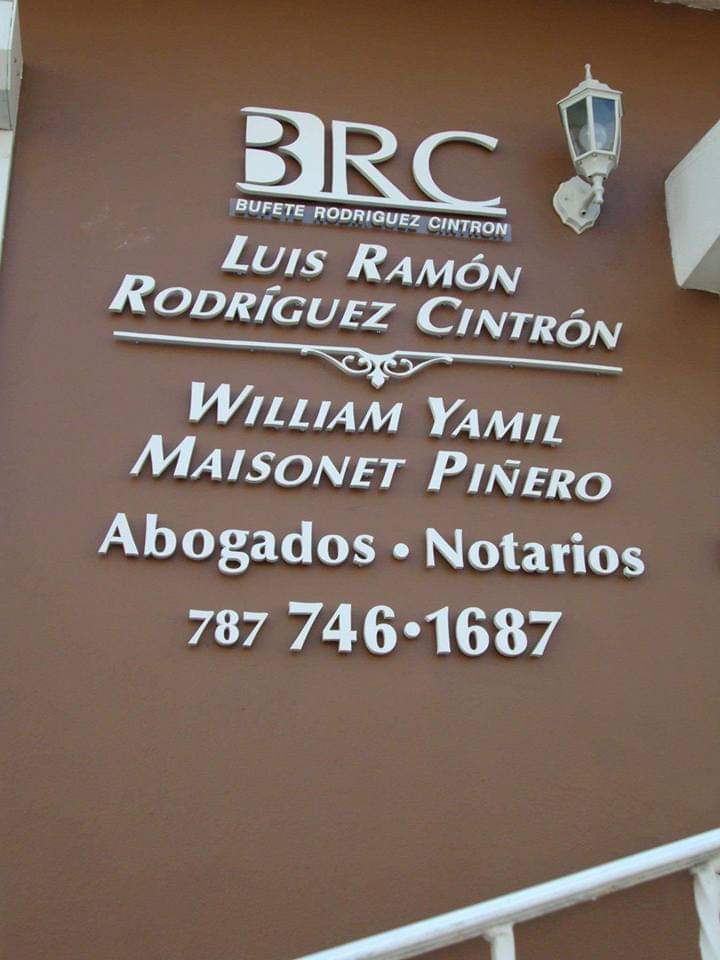 BRC
BUFETE RODRIGUEZ CINTRON
LUIS RAMÓN
RODRÍGUEZ CINTRÓN
WILLIAM YAMIL
MAISONET PIÑERO
Abogados • Notarios
787 746•1687